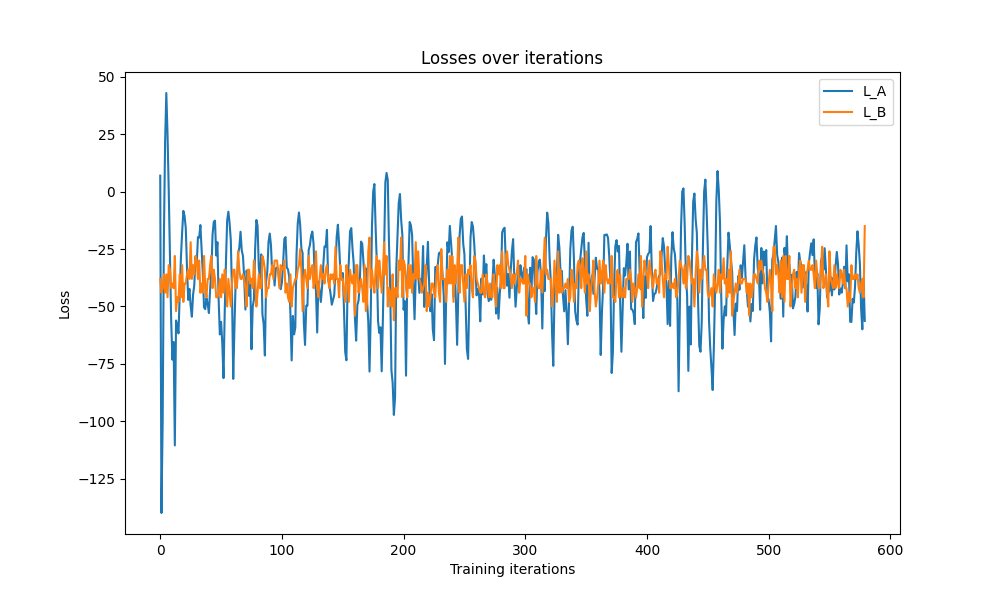 Losses over iterations
L_A
L_B
50
25
0
−25
−50
−75
−100
−125
Loss
0 100 200 300 400 500 600
Training iterations